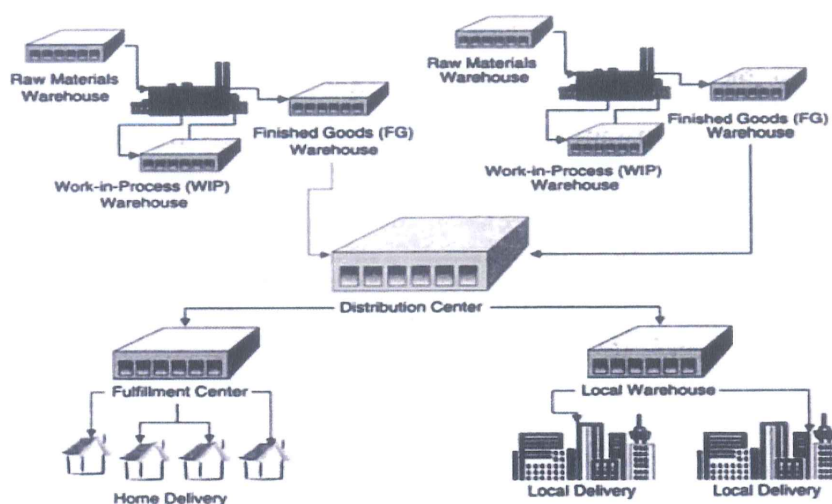 Raw Materials
Warehouse
Finished Goods (FG)
Warehouse
Work-in-Process (WIP)
Warehouse
Raw Materials
Warehouse
Finished Goods (FG)
Warehouse
Work-in-Process (WIP)
Warehouse
Distribution Center
Fulfillment Center
Local Warehouse
Home Delivery
Local Delivery
Local Delivery